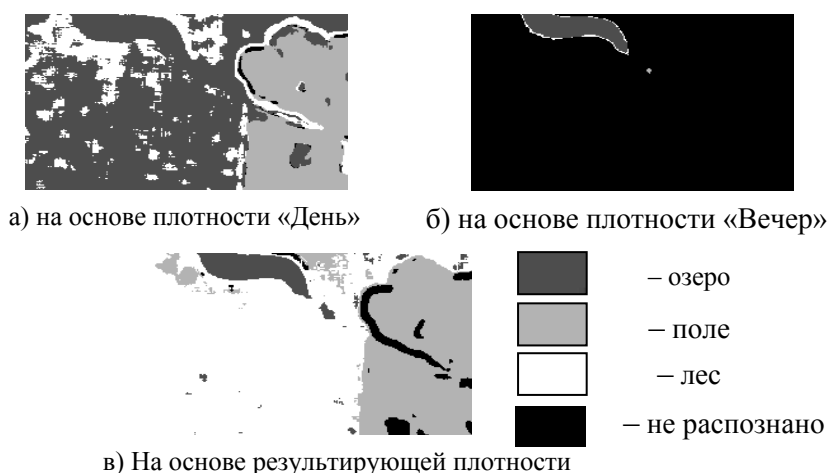 а) на основе плотности «День»
б) на основе плотности «Вечер»
– озеро
– поле
– лес
– не распознано
в) На основе результирующей плотности